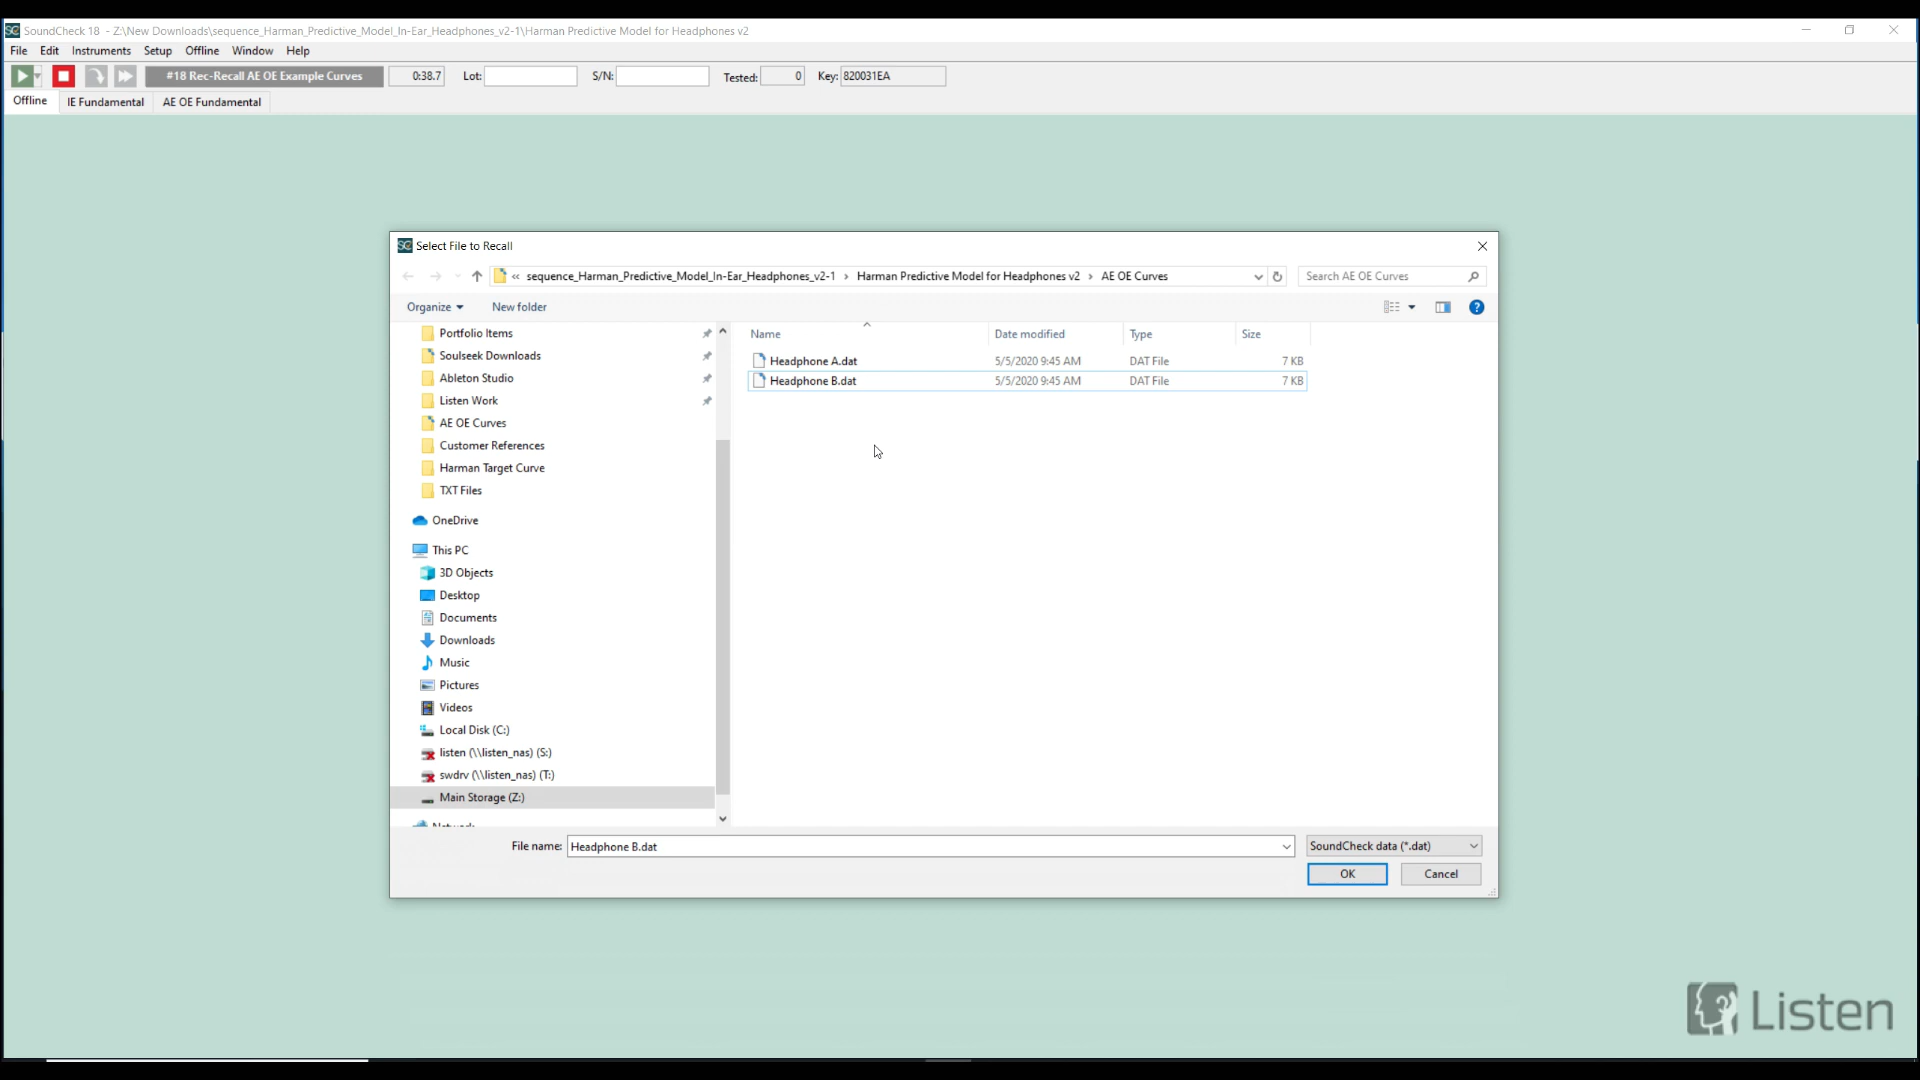 SoundCheck 18 - Z:\New Downloads\sequence_Harman_Predictive_Model_In-Ear_Headphones_v2-1\Harman Predictive Model for Headphones v2
File Edit Instruments Setup Offline Window Help
#18 Rec-Recall AE OE Example Curves 0:38.7 Lot: S/N: Tested: 0 Key: 820031EA
Offline IE Fundamental AE OE Fundamental
Select File to Recall
« sequence_Harman_Predictive_Model_In-Ear_Headphones_v2-1 › Harman Predictive Model for Headphones v2 › AE OE Curves Search AE OE Curves
Organize New folder
Name Date modified Type Size
Headphone A.dat 5/5/2020 9:45 AM DAT File 7 KB
Headphone B.dat 5/5/2020 9:45 AM DAT File 7 KB
Portfolio Items
Soulseek Downloads
Ableton Studio
Listen Work
AE OE Curves
Customer References
Harman Target Curve
TXT Files
OneDrive
This PC
3D Objects
Desktop
Documents
Downloads
Music
Pictures
Videos
Local Disk (C:)
listen (\\listen_nas) (S:)
swdrv (\\listen_nas) (T:)
Main Storage (Z:)
Network
File name: Headphone B.dat SoundCheck data (*.dat)
OK Cancel
Listen